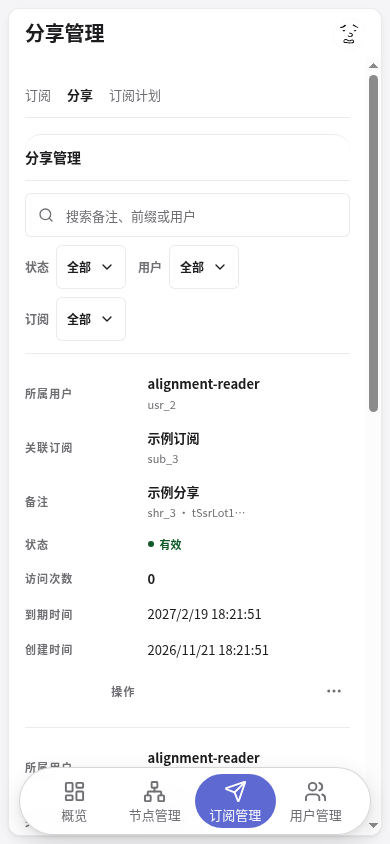 分享管理
订阅 分享 订阅计划
分享管理
搜索备注、前缀或用户
状态 全部 用户 全部
订阅 全部
所属用户 alignment-reader
usr_2
关联订阅 示例订阅
sub_3
备注 示例分享
shr_3 · tSsrLot1…
状态 有效
访问次数 0
到期时间 2027/2/19 18:21:51
创建时间 2026/11/21 18:21:51
操作
所属用户 alignment-reader
概览 节点管理 订阅管理 用户管理